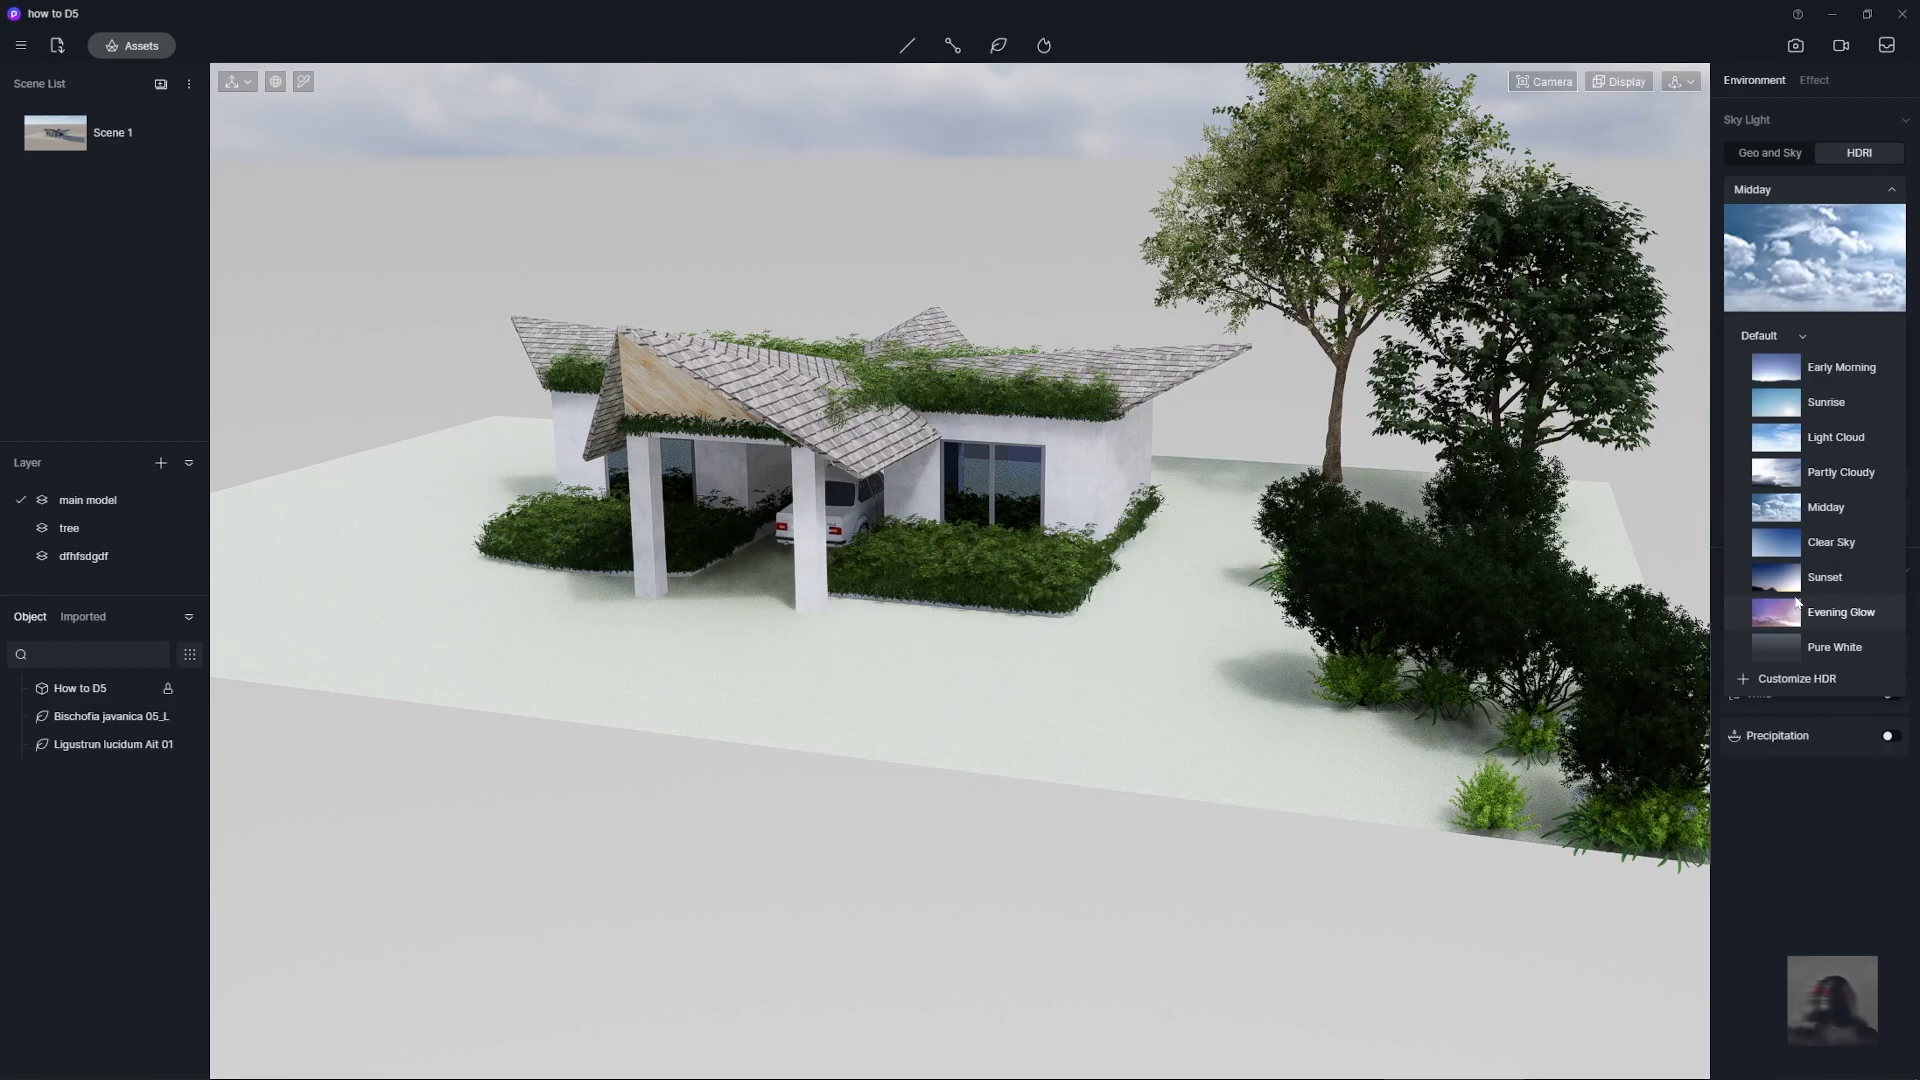 how to D5
Assets
Scene List
Scene 1
Layer
main model
tree
dfhfsdgdf
Object Imported
How to D5
Bischofia javanica 05_L
Ligustrun lucidum Ait 01
Camera Display
Environment Effect
Sky Light
Geo and Sky HDRI
Midday
Default
Early Morning
Sunrise
Light Cloud
Partly Cloudy
Midday
Clear Sky
Sunset
Evening Glow
Pure White
Customize HDR
Precipitation